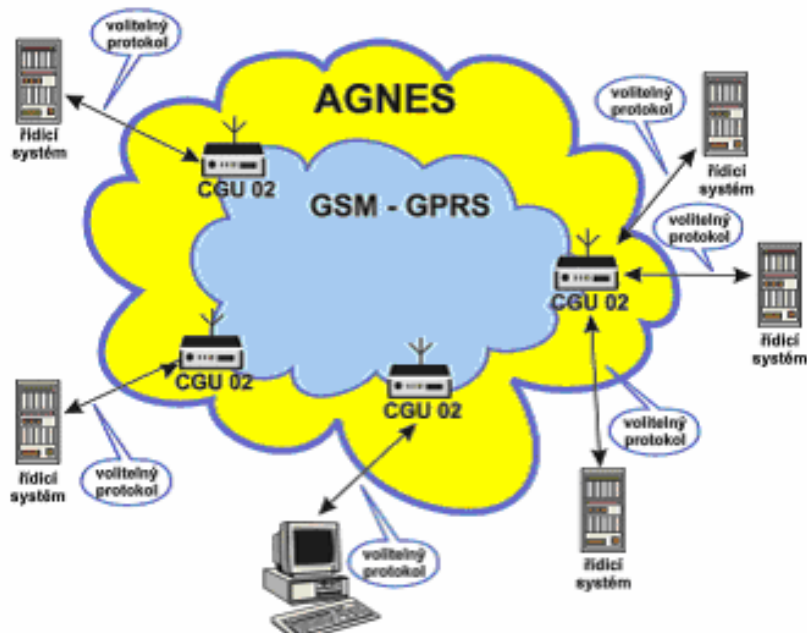 volitelný
protokol
AGNES
volitelný
protokol
řídicí
systém
řídicí
systém
CGU 02
GSM - GPRS
volitelný
protokol
CGU 02
řídicí
systém
CGU 02
CGU 02
volitelný
protokol
řídicí
systém
volitelný
protokol
volitelný
protokol
řídicí
systém